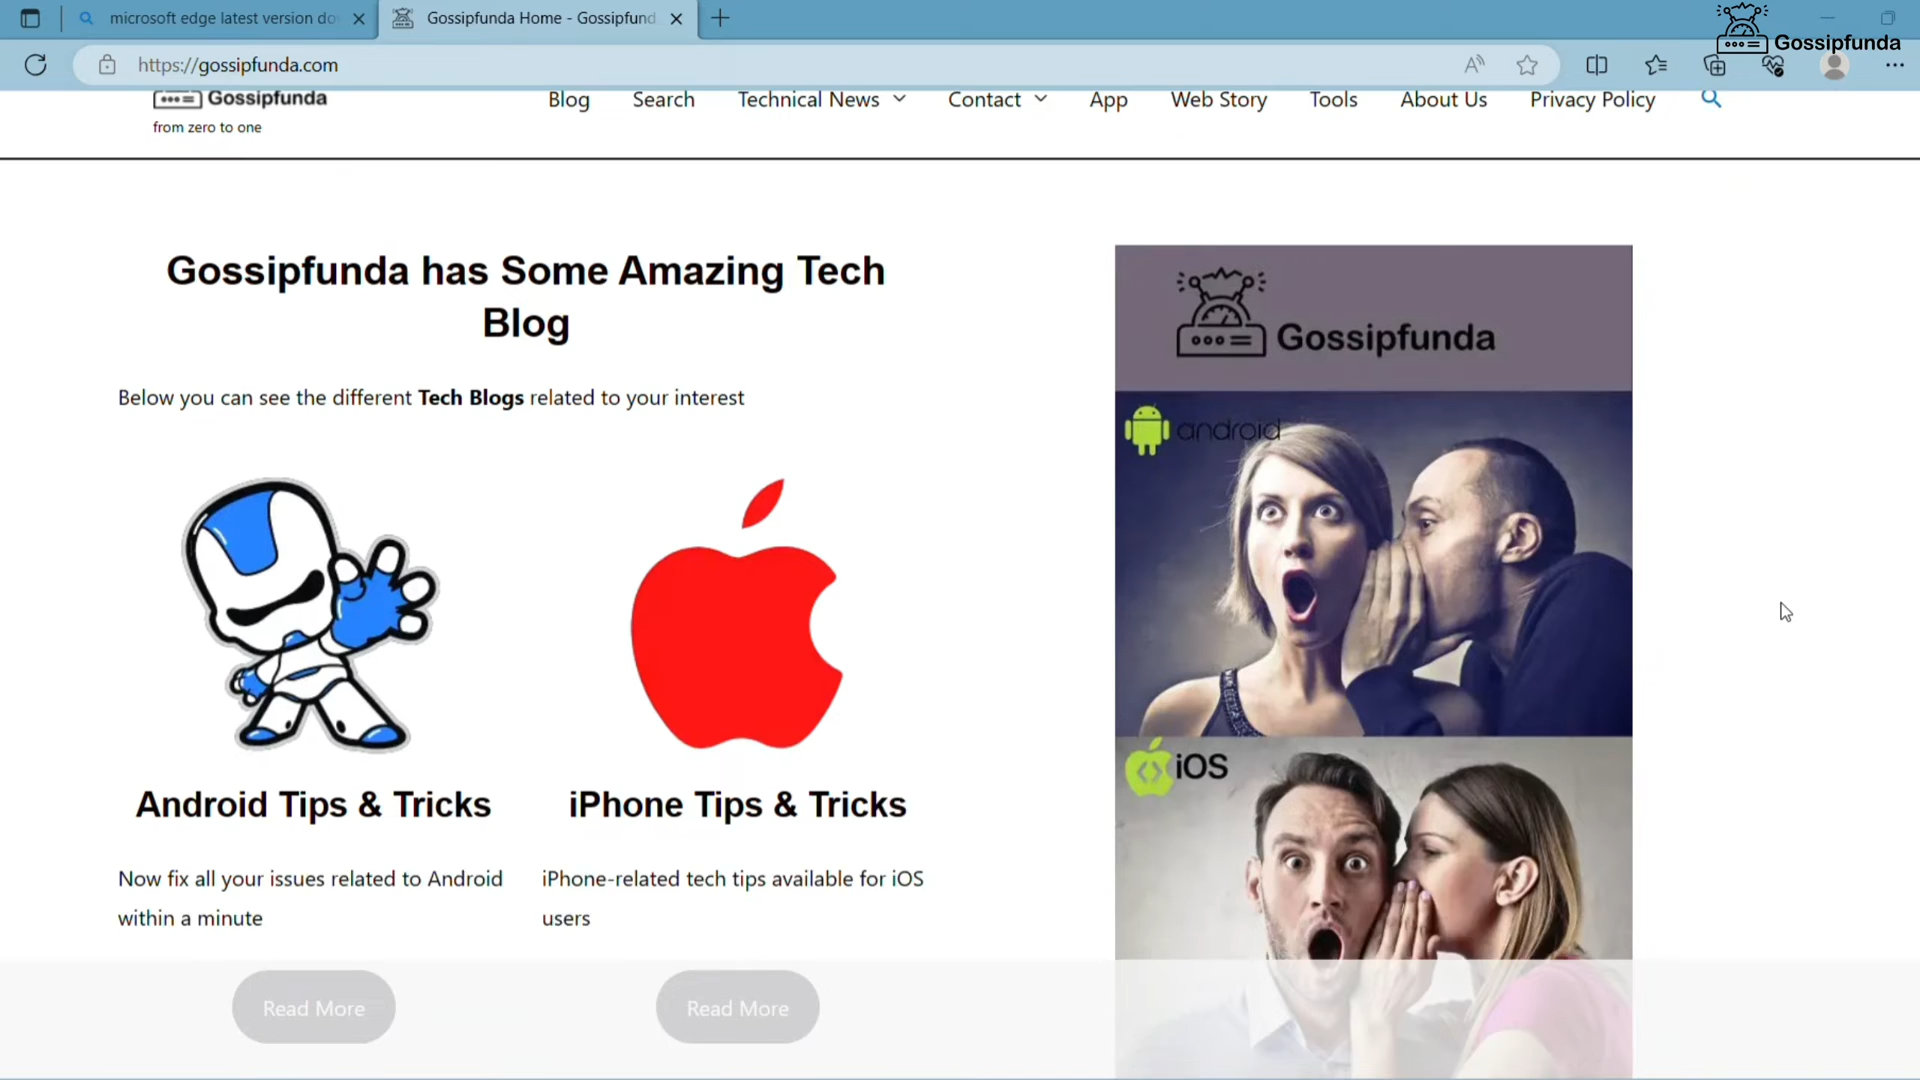 microsoft edge latest version do
Gossipfunda Home - Gossipfund
Gossipfunda
https://gossipfunda.com
Gossipfunda
from zero to one
Blog
Search
Technical News
Contact
App
Web Story
Tools
About Us
Privacy Policy
Gossipfunda has Some Amazing Tech
Blog
Below you can see the different Tech Blogs related to your interest
Gossipfunda
android
iOS
Android Tips & Tricks
iPhone Tips & Tricks
Now fix all your issues related to Android
within a minute
iPhone-related tech tips available for iOS
users
Read More
Read More